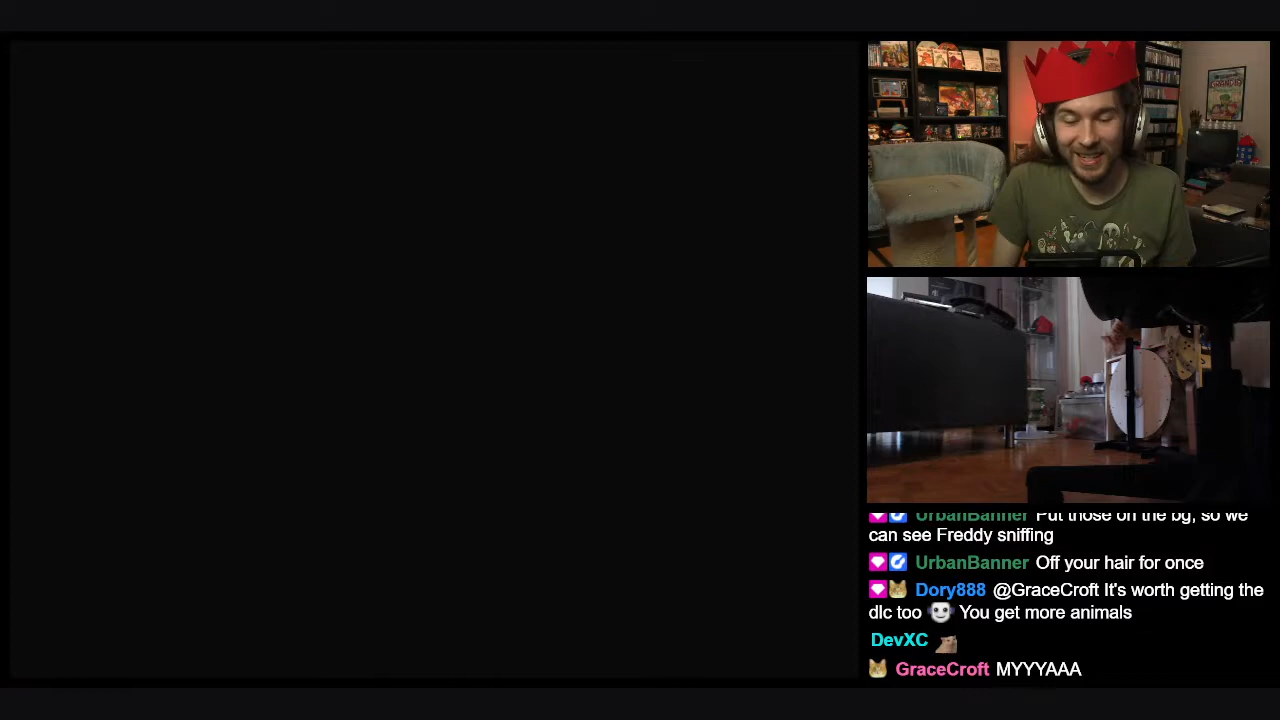 UrbanBanner Put those on the bg, so we
can see Freddy sniffing
UrbanBanner Off your hair for once
Dory888 @GraceCroft It's worth getting the
dlc too You get more animals
DevXC
GraceCroft MYYYAAA